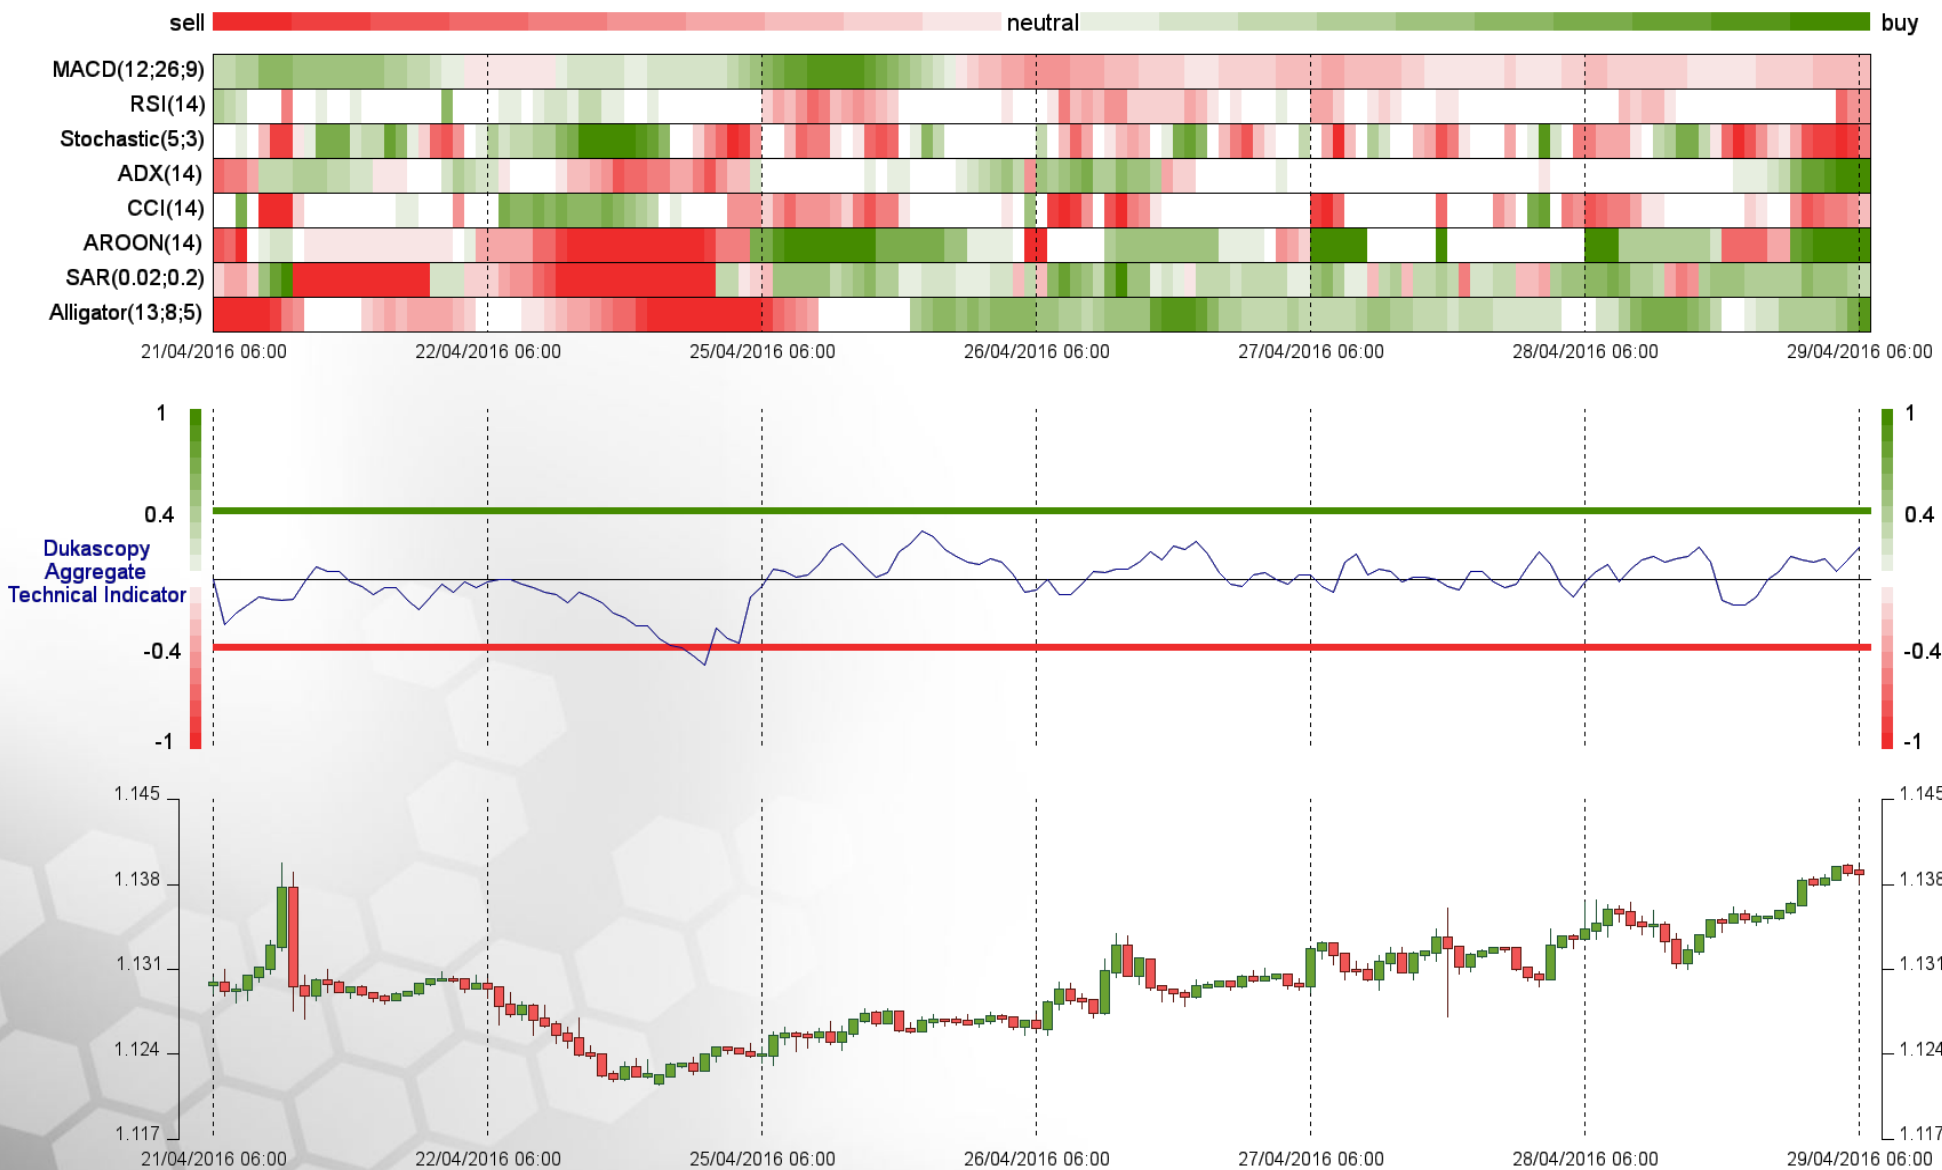 sell neutral buy
MACD(12;26;9)
RSI(14)
Stochastic(5;3)
ADX(14)
CCI(14)
AROON(14)
SAR(0.02;0.2)
Alligator(13;8;5)
21/04/2016 06:00 22/04/2016 06:00 25/04/2016 06:00 26/04/2016 06:00 27/04/2016 06:00 28/04/2016 06:00 29/04/2016 06:00
1 1
0.4 0.4
Dukascopy
Aggregate
Technical Indicator
-0.4 -0.4
-1 -1
1.145 1.145
1.138 1.138
1.131 1.131
1.124 1.124
1.117 1.117
21/04/2016 06:00 22/04/2016 06:00 25/04/2016 06:00 26/04/2016 06:00 27/04/2016 06:00 28/04/2016 06:00 29/04/2016 06:00